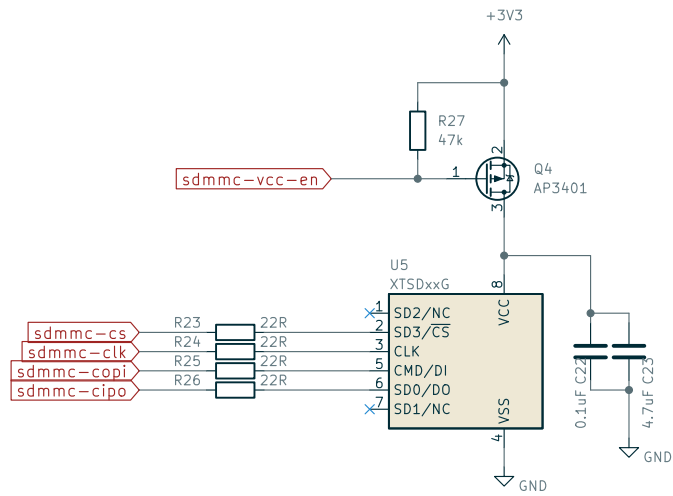 +3V3
R27
47k
sdmmc-vcc-en
1
2
3
Q4
AP3401
U5
XTSDxxG
8
VCC
1 SD2/NC
sdmmc-cs R23 22R 2 SD3/CS
sdmmc-clk R24 22R 3 CLK
sdmmc-copi R25 22R 5 CMD/DI
sdmmc-cipo R26 22R 6 SD0/DO
7 SD1/NC
VSS
4
0.1uF C22
4.7uF C23
GND
GND